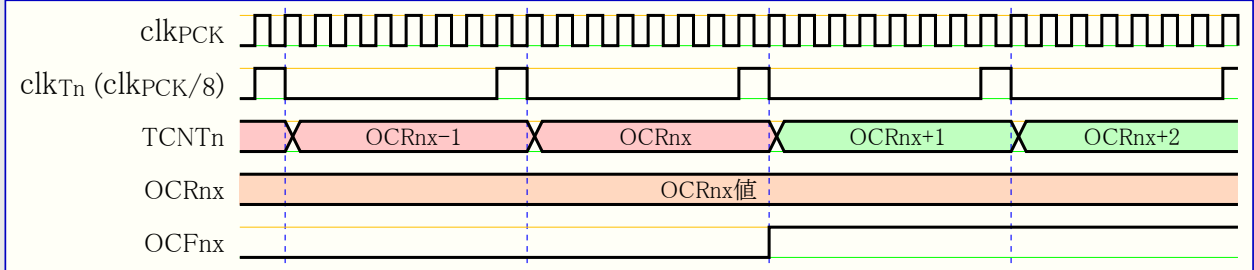 clkPCK
clkTn (clkPCK/8)
TCNTn OCRnx-1 OCRnx OCRnx+1 OCRnx+2
OCRnx OCRnx値
OCFnx